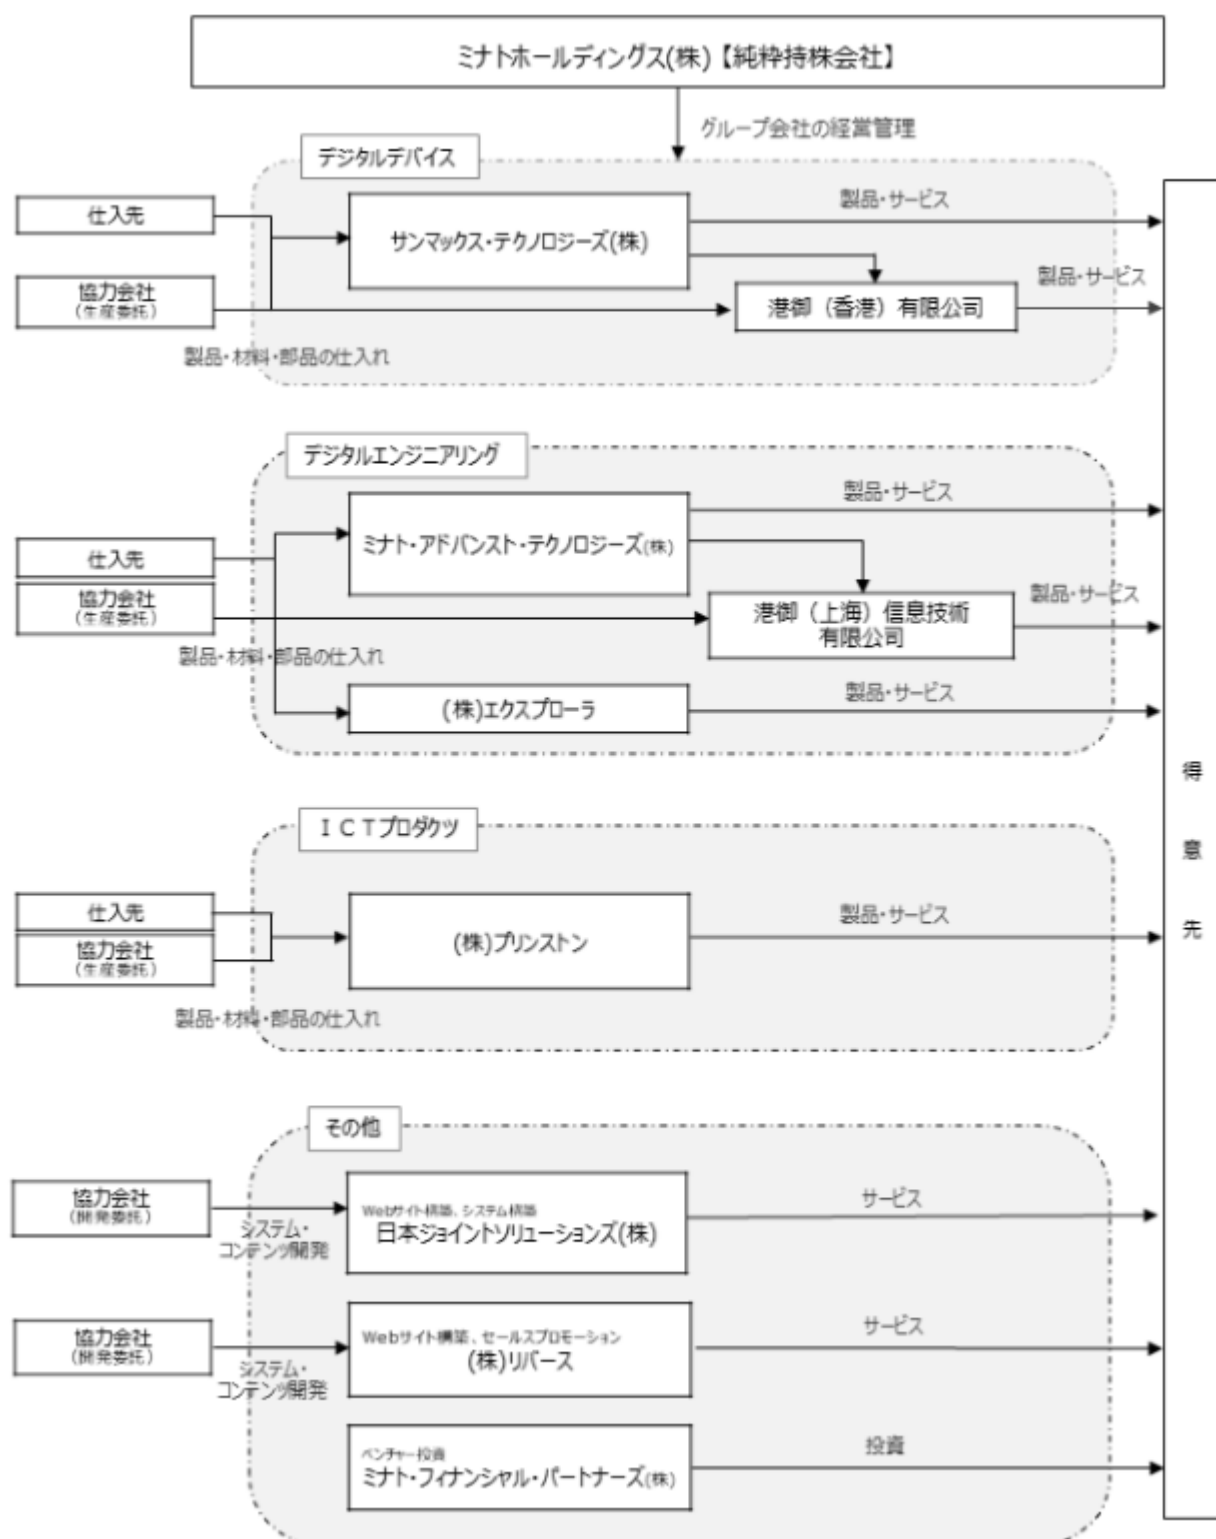 ミナトホールディングス(株)【純粋持株会社】
グループ会社の経営管理
デジタルデバイス
仕入先
協力会社
(生産委託)
製品・材料・部品の仕入れ
サンマックス・テクノロジーズ(株)
製品・サービス
港御（香港）有限公司
製品・サービス
デジタルエンジニアリング
仕入先
協力会社
(生産委託)
製品・材料・部品の仕入れ
ミナト・アドバンスト・テクノロジーズ(株)
製品・サービス
港御（上海）信息技術
有限公司
製品・サービス
(株)エクスプローラ
製品・サービス
ＩＣＴプロダクツ
仕入先
協力会社
(生産委託)
製品・材料・部品の仕入れ
(株)プリンストン
製品・サービス
その他
協力会社
(開発委託)
システム・
コンテンツ開発
Webサイト構築、システム構築
日本ジョイントソリューションズ(株)
サービス
協力会社
(開発委託)
システム・
コンテンツ開発
Webサイト構築、セールスプロモーション
(株)リバース
サービス
ベンチャー投資
ミナト・フィナンシャル・パートナーズ(株)
投資
得
意
先